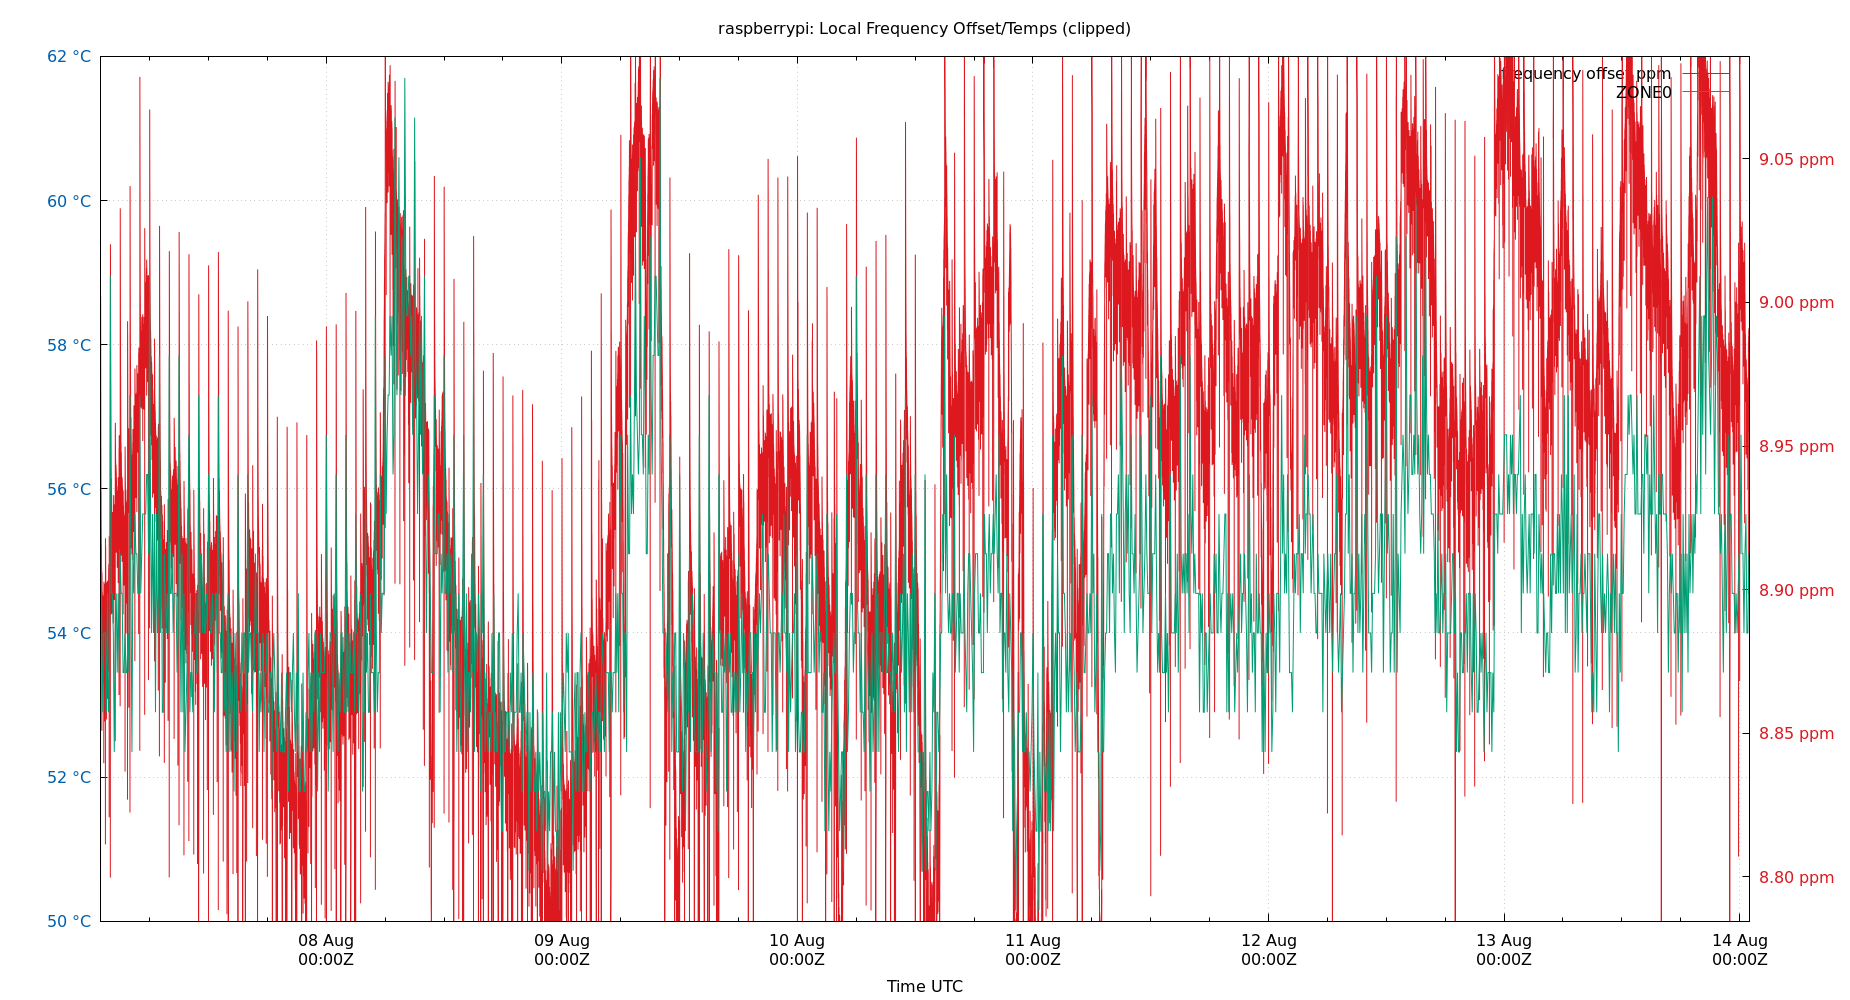 raspberrypi: Local Frequency Offset/Temps (clipped)
62 °C
60 °C
58 °C
56 °C
54 °C
52 °C
50 °C
frequency offset ppm
ZONE0
9.05 ppm
9.00 ppm
8.95 ppm
8.90 ppm
8.85 ppm
8.80 ppm
08 Aug
00:00Z
09 Aug
00:00Z
10 Aug
00:00Z
11 Aug
00:00Z
12 Aug
00:00Z
13 Aug
00:00Z
14 Aug
00:00Z
Time UTC